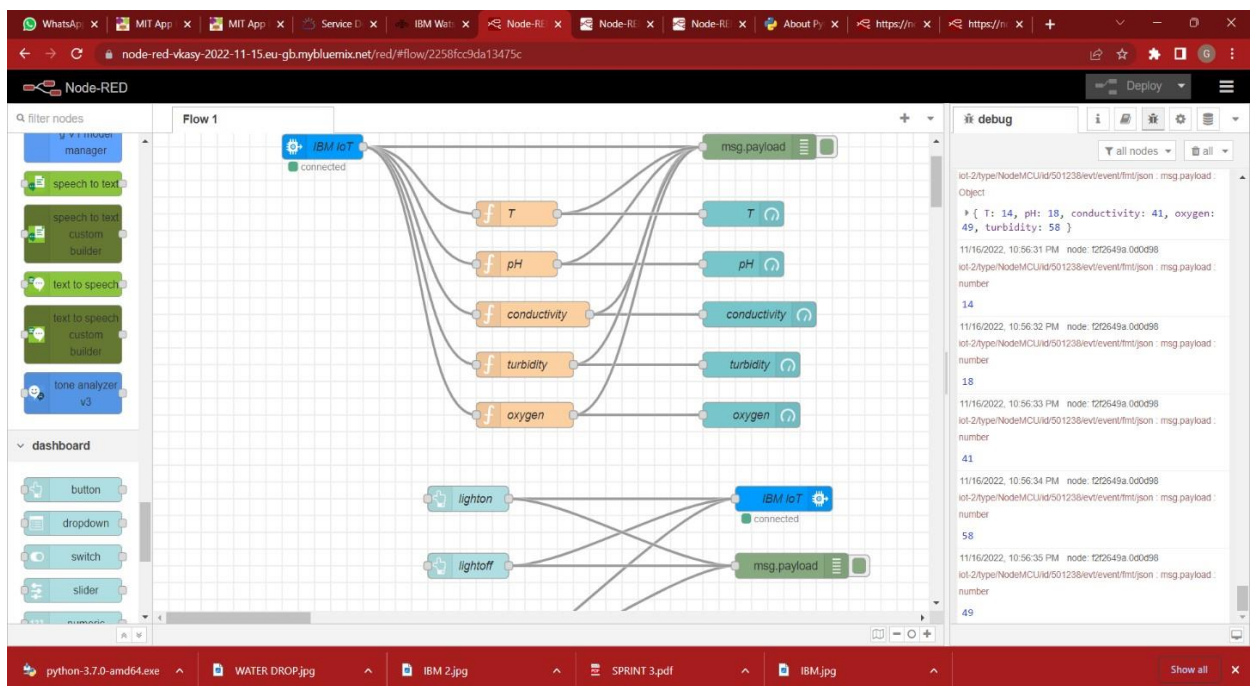 WhatsAp
MIT App
MIT App
Service D
IBM Wats
Node-RE
Node-RE
Node-RE
About Py
https://n
https://n
node-red-vkasy-2022-11-15.eu-gb.mybluemix.net/red/#flow/2258fcc9da13475c
G
Node-RED
Deploy
filter nodes
Flow 1
debug
all nodes
all
manager
speech to text
speech to text
custom
builder
text to speech
text to speech
custom
builder
tone analyzer
v3
dashboard
button
dropdown
switch
slider
IBM IoT
connected
msg.payload
T
T
pH
pH
conductivity
conductivity
turbidity
turbidity
oxygen
oxygen
lighton
IBM IoT
connected
lightoff
msg.payload
iot-2/type/NodeMCU/id/501238/evt/event/fmt/json : msg.payload :
Object
{ T: 14, pH: 18, conductivity: 41, oxygen:
49, turbidity: 58 }
11/16/2022, 10:56:31 PM node: f2f2649a.0d0d98
iot-2/type/NodeMCU/id/501238/evt/event/fmt/json : msg.payload :
number
14
11/16/2022, 10:56:32 PM node: f2f2649a.0d0d98
iot-2/type/NodeMCU/id/501238/evt/event/fmt/json : msg.payload :
number
18
11/16/2022, 10:56:33 PM node: f2f2649a.0d0d98
iot-2/type/NodeMCU/id/501238/evt/event/fmt/json : msg.payload :
number
41
11/16/2022, 10:56:34 PM node: f2f2649a.0d0d98
iot-2/type/NodeMCU/id/501238/evt/event/fmt/json : msg.payload :
number
58
11/16/2022, 10:56:35 PM node: f2f2649a.0d0d98
iot-2/type/NodeMCU/id/501238/evt/event/fmt/json : msg.payload :
number
49
python-3.7.0-amd64.exe
WATER DROP.jpg
IBM 2.jpg
SPRINT 3.pdf
IBM.jpg
Show all